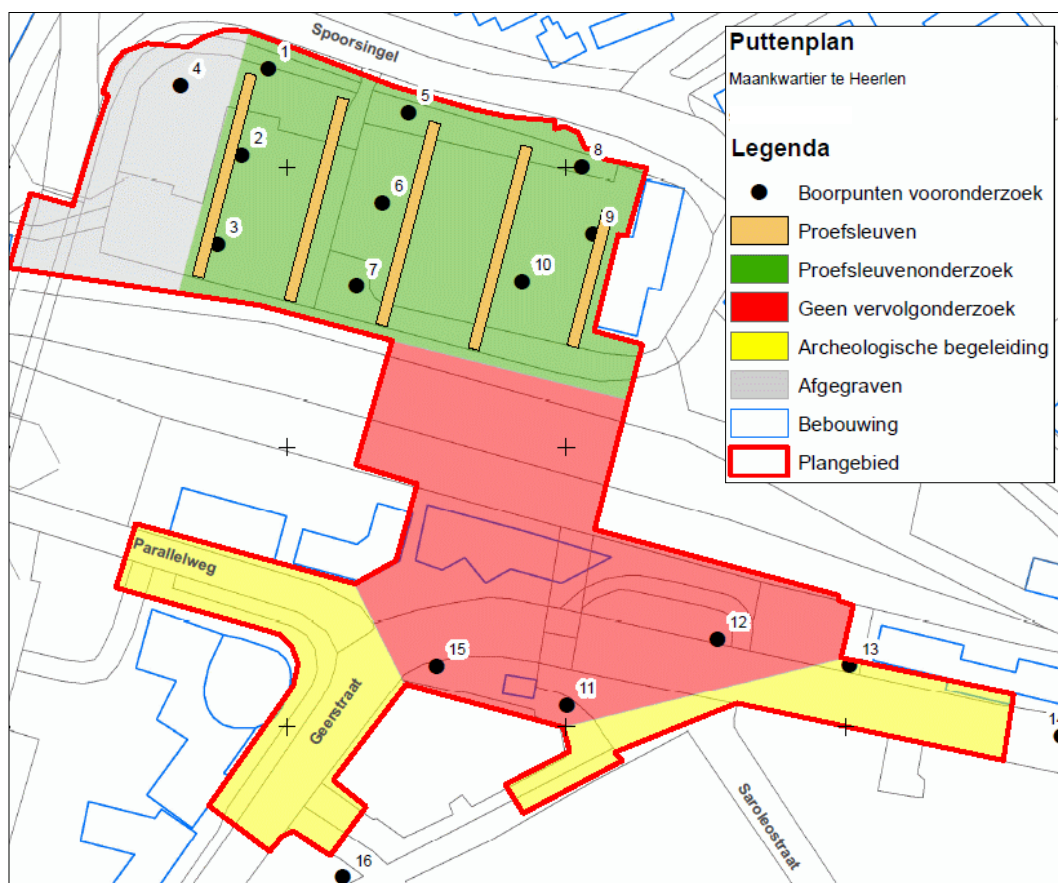 Puttenplan
Maankwartier te Heerlen
Legenda
Boorpunten vooronderzoek
Proefsleuven
Proefsleuvenonderzoek
Geen vervolgonderzoek
Archeologische begeleiding
Afgegraven
Bebouwing
Plangebied
Spoorsingel
1
4
5
2
8
6
9
3
10
7
Parallelweg
12
15
13
11
Geerstraat
14
Saroleostraat
16